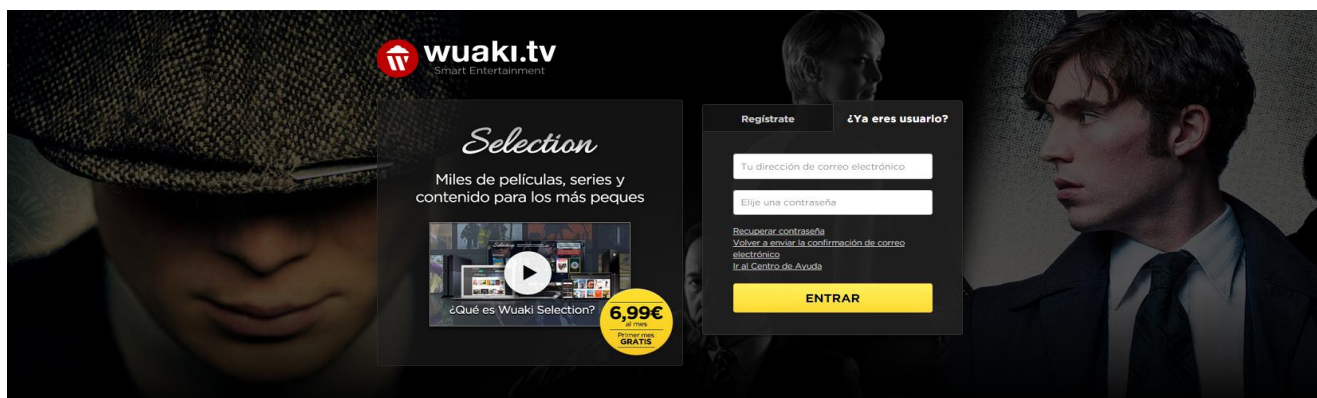 wuakı.tv
Smart Entertainment
Selection
Miles de películas, series y
contenido para los más peques
¿Qué es Wuaki Selection?
6,99€
al mes
Primer mes
GRATIS
Regístrate
¿Ya eres usuario?
Tu dirección de correo electrónico
Elije una contraseña
Recuperar contraseña
Volver a enviar la confirmación de correo
electrónico
Ir al Centro de Ayuda
ENTRAR